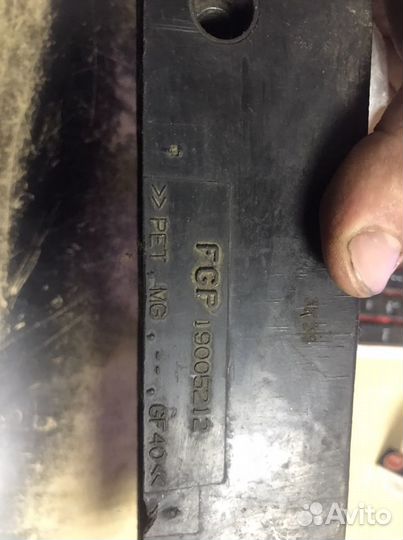 FCP 19005212
>>PET .MG.---.GF40<<
Avito